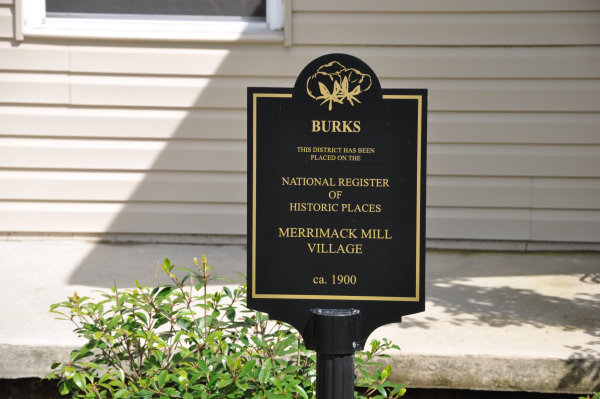 BURKS
THIS DISTRICT HAS BEEN
PLACED ON THE
NATIONAL REGISTER
OF
HISTORIC PLACES
MERRIMACK MILL
VILLAGE
ca. 1900